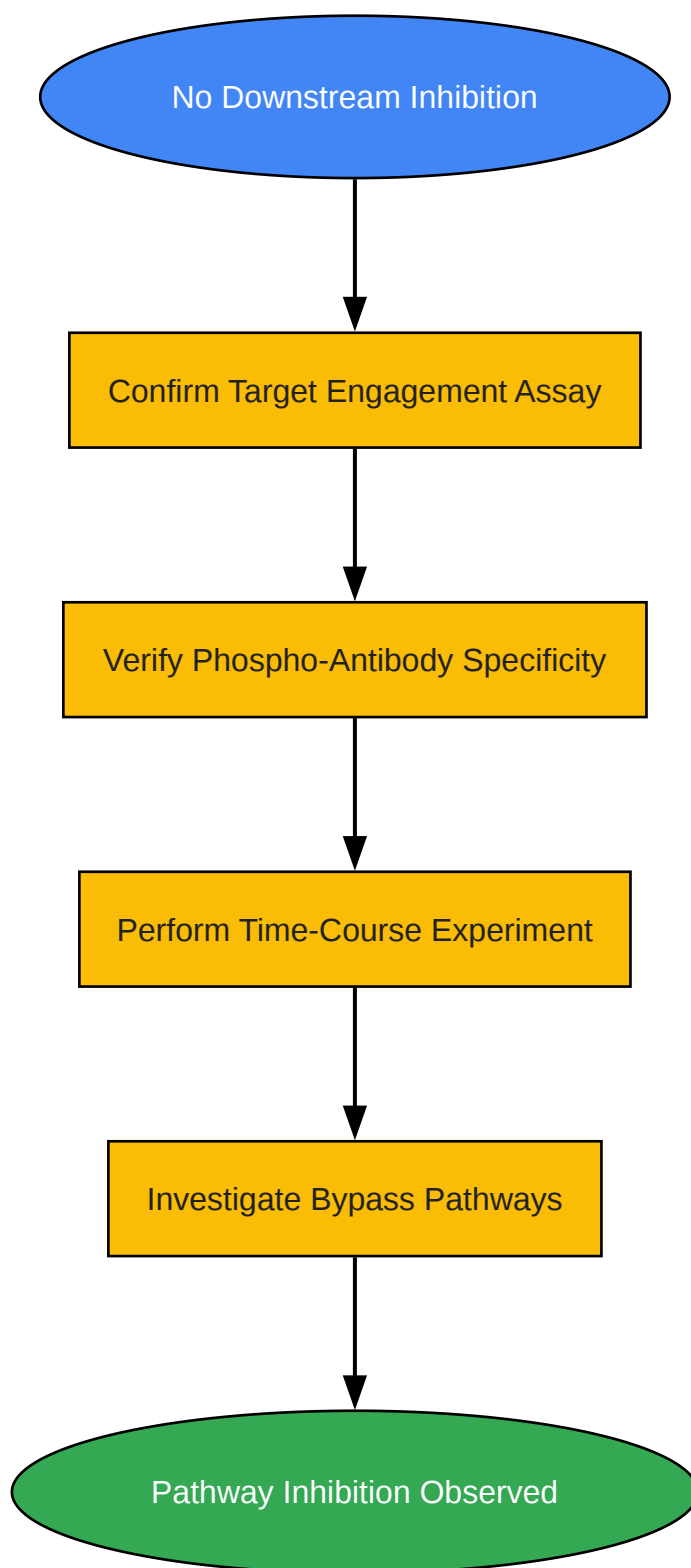 No Downstream Inhibition
Confirm Target Engagement Assay
Verify Phospho-Antibody Specificity
Perform Time-Course Experiment
Investigate Bypass Pathways
Pathway Inhibition Observed